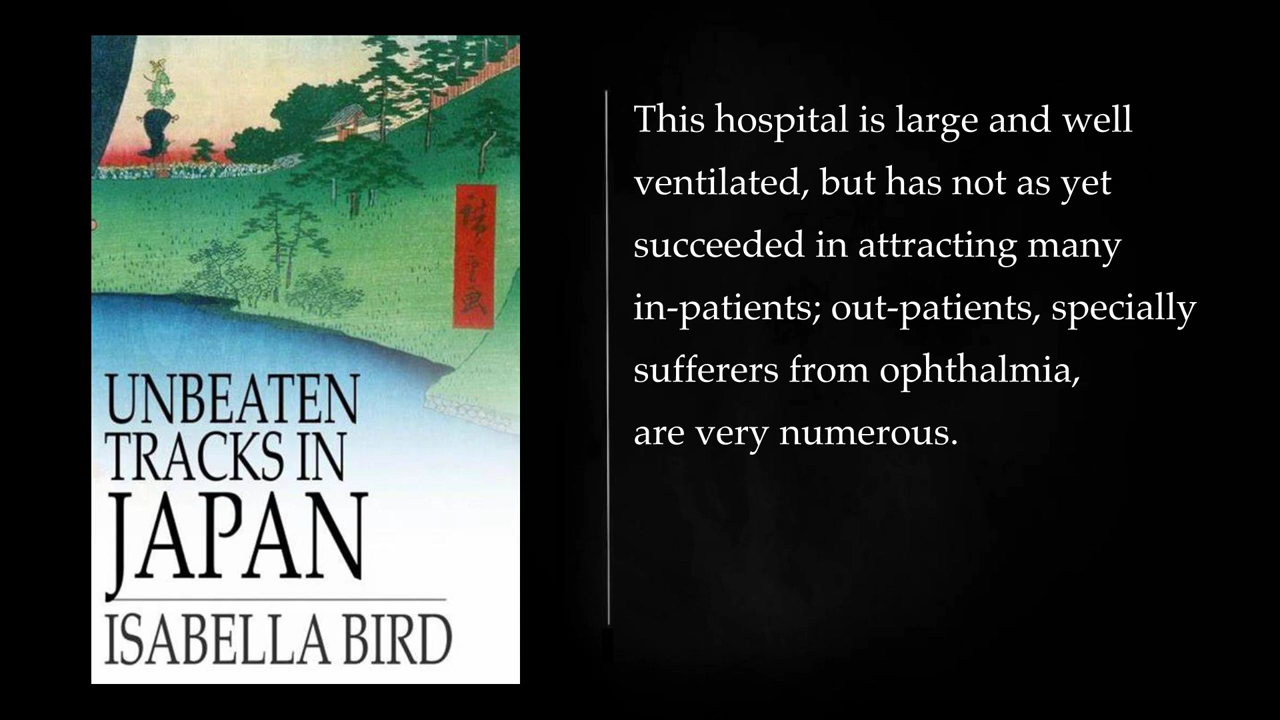 UNBEATEN
TRACKS IN
JAPAN
ISABELLA BIRD
This hospital is large and well
ventilated, but has not as yet
succeeded in attracting many
in-patients; out-patients, specially
sufferers from ophthalmia,
are very numerous.